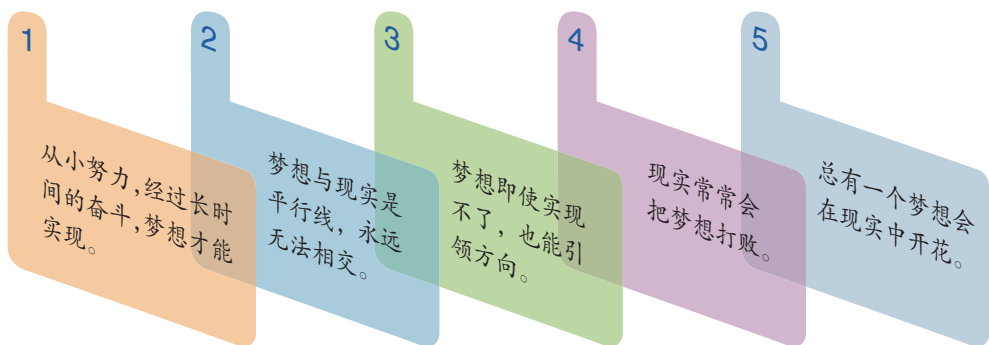 1
从小努力，经过长时
间的奋斗，梦想才能
实现。
2
梦想与现实是
平行线，永远
无法相交。
3
梦想即使实现
不了，也能引
领方向。
4
现实常常会
把梦想打败。
5
总有一个梦想会
在现实中开花。